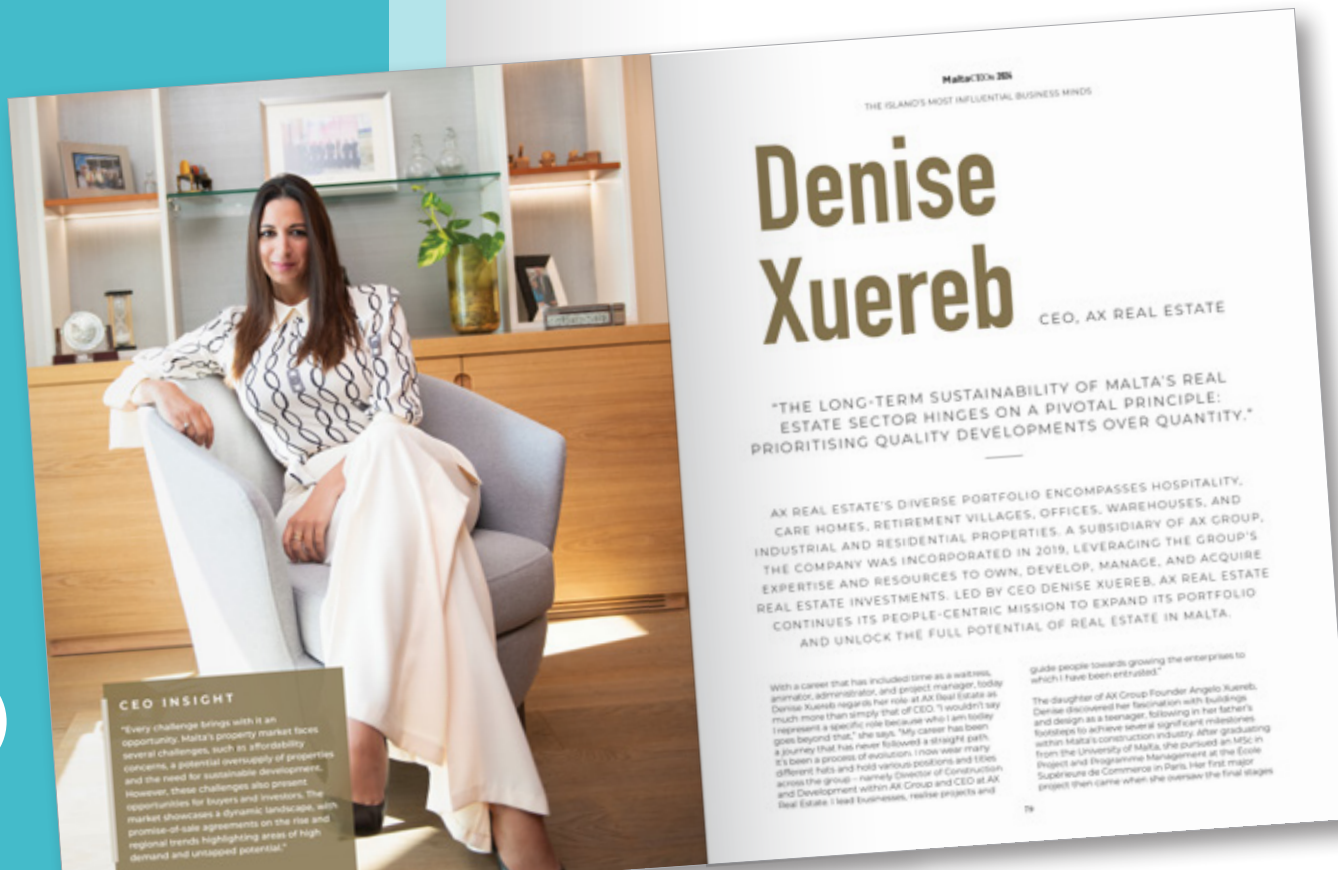 CEO INSIGHT
"Every challenge brings with it an
opportunity. Malta's property market faces
several challenges, such as affordability
concerns, a potential oversupply of properties
and the need for sustainable development.
However, these challenges also present
opportunities for buyers and investors. The
market showcases a dynamic landscape, with
promise-of-sale agreements on the rise and
regional trends highlighting areas of high
demand and untapped potential."
MaltaCEOs 2024
THE ISLAND'S MOST INFLUENTIAL BUSINESS MINDS
Denise
Xuereb
CEO, AX REAL ESTATE
"THE LONG-TERM SUSTAINABILITY OF MALTA'S REAL
ESTATE SECTOR HINGES ON A PIVOTAL PRINCIPLE:
PRIORITISING QUALITY DEVELOPMENTS OVER QUANTITY."
AX REAL ESTATE'S DIVERSE PORTFOLIO ENCOMPASSES HOSPITALITY,
CARE HOMES, RETIREMENT VILLAGES, OFFICES, WAREHOUSES, AND
INDUSTRIAL AND RESIDENTIAL PROPERTIES. A SUBSIDIARY OF AX GROUP,
THE COMPANY WAS INCORPORATED IN 2019, LEVERAGING THE GROUP'S
EXPERTISE AND RESOURCES TO OWN, DEVELOP, MANAGE, AND ACQUIRE
REAL ESTATE INVESTMENTS. LED BY CEO DENISE XUEREB, AX REAL ESTATE
CONTINUES ITS PEOPLE-CENTRIC MISSION TO EXPAND ITS PORTFOLIO
AND UNLOCK THE FULL POTENTIAL OF REAL ESTATE IN MALTA.
With a career that has included time as a waitress,
animator, administrator, and project manager, today
Denise Xuereb regards her role at AX Real Estate as
much more than simply that of CEO. "I wouldn't say
I represent a specific role because who I am today
goes beyond that," she says. "My career has been
a journey that has never followed a straight path.
It's been a process of evolution. I now wear many
different hats and hold various positions and titles
across the group – namely Director of Construction
and Development within AX Group and CEO at AX
Real Estate. I lead businesses, realise projects and
guide people towards growing the enterprises to
which I have been entrusted."
The daughter of AX Group Founder Angelo Xuereb,
Denise discovered her fascination with buildings
and design as a teenager, following in her father's
footsteps to achieve several significant milestones
within Malta's construction industry. After graduating
from the University of Malta, she pursued an MSc in
Project and Programme Management at the École
Supérieure de Commerce in Paris. Her first major
project then came when she oversaw the final stages
79